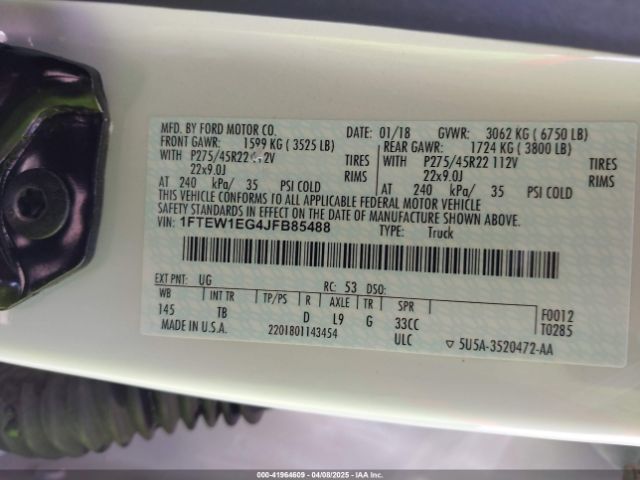 MFD. BY FORD MOTOR CO. DATE: 01/18 GVWR: 3062 KG ( 6750 LB)
FRONT GAWR: 1599 KG ( 3525 LB) REAR GAWR: 1724 KG ( 3800 LB)
WITH P275/45R22 TIRES WITH P275/45R22 112V TIRES
22x9.0J RIMS 22x9.0J RIMS
AT 240 kPa/ 35 PSI COLD AT 240 kPa/ 35 PSI COLD
THIS VEHICLE CONFORMS TO ALL APPLICABLE FEDERAL MOTOR VEHICLE
SAFETY STANDARDS IN EFFECT ON THE DATE OF MANUFACTURE SHOWN ABOVE.
VIN: 1FTEW1EG4JFB85488 TYPE: Truck
EXT PNT: UG RC: 53 DSO:
WB INT TR TP/PS R AXLE TR SPR F0012
145 TB D L9 G 33CC T0285
MADE IN U.S.A. 2201801143454 ULC 5U5A-3520472-AA
000-41964609 - 04/08/2025 - IAA Inc.